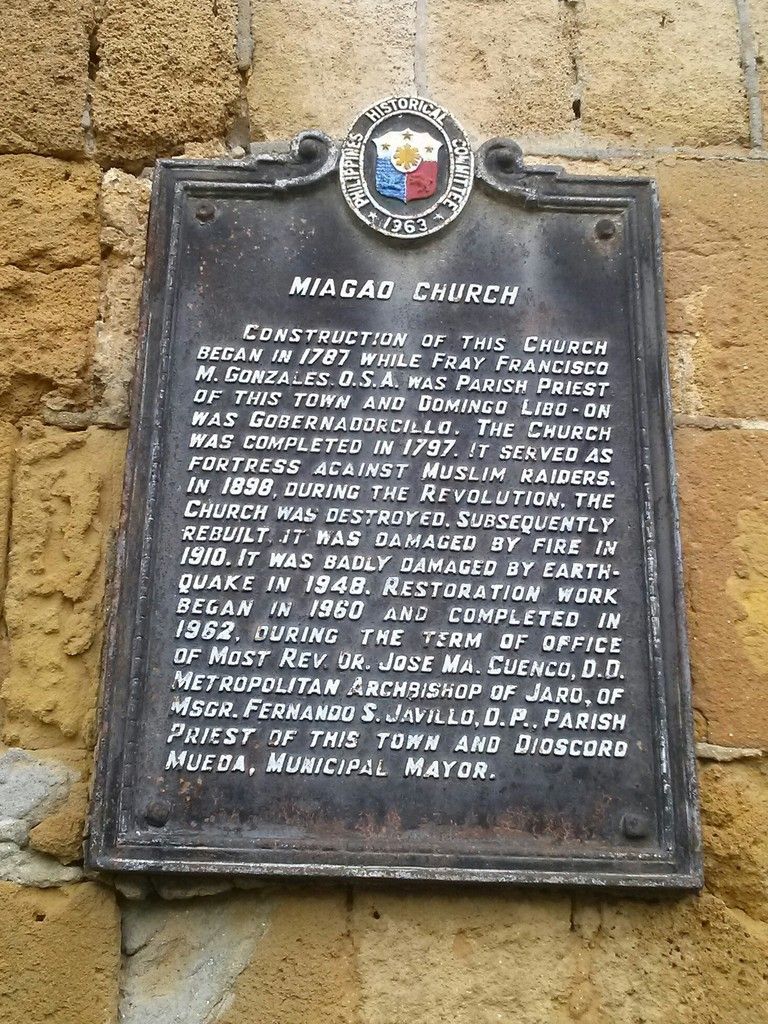 PHILIPPINES HISTORICAL COMMITTEE
1963
MIAGAO CHURCH
CONSTRUCTION OF THIS CHURCH
BEGAN IN 1787 WHILE FRAY FRANCISCO
M. GONZALES, O.S.A. WAS PARISH PRIEST
OF THIS TOWN AND DOMINGO LIBO-ON
WAS GOBERNADORCILLO. THE CHURCH
WAS COMPLETED IN 1797. IT SERVED AS
FORTRESS AGAINST MUSLIM RAIDERS.
IN 1898, DURING THE REVOLUTION, THE
CHURCH WAS DESTROYED. SUBSEQUENTLY
REBUILT, IT WAS DAMAGED BY FIRE IN
1910. IT WAS BADLY DAMAGED BY EARTH-
QUAKE IN 1948. RESTORATION WORK
BEGAN IN 1960 AND COMPLETED IN
1962, DURING THE TERM OF OFFICE
OF MOST REV. DR. JOSE MA. CUENCO, D.D.
METROPOLITAN ARCHBISHOP OF JARO, OF
MSGR. FERNANDO S. JAVILLO, D.P., PARISH
PRIEST OF THIS TOWN AND DIOSCORO
MUEDA, MUNICIPAL MAYOR.